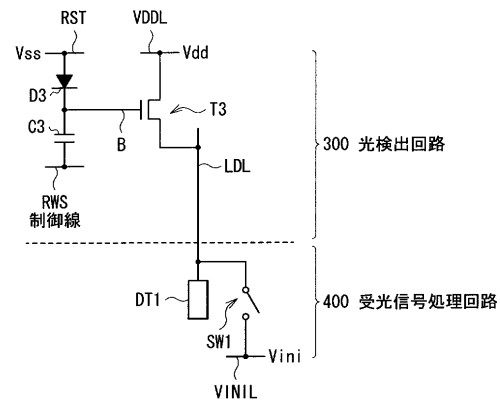 RST
VDDL
Vss
Vdd
D3
T3
C3
B
300 光検出回路
LDL
RWS
制御線
DT1
400 受光信号処理回路
SW1
Vini
VINIL